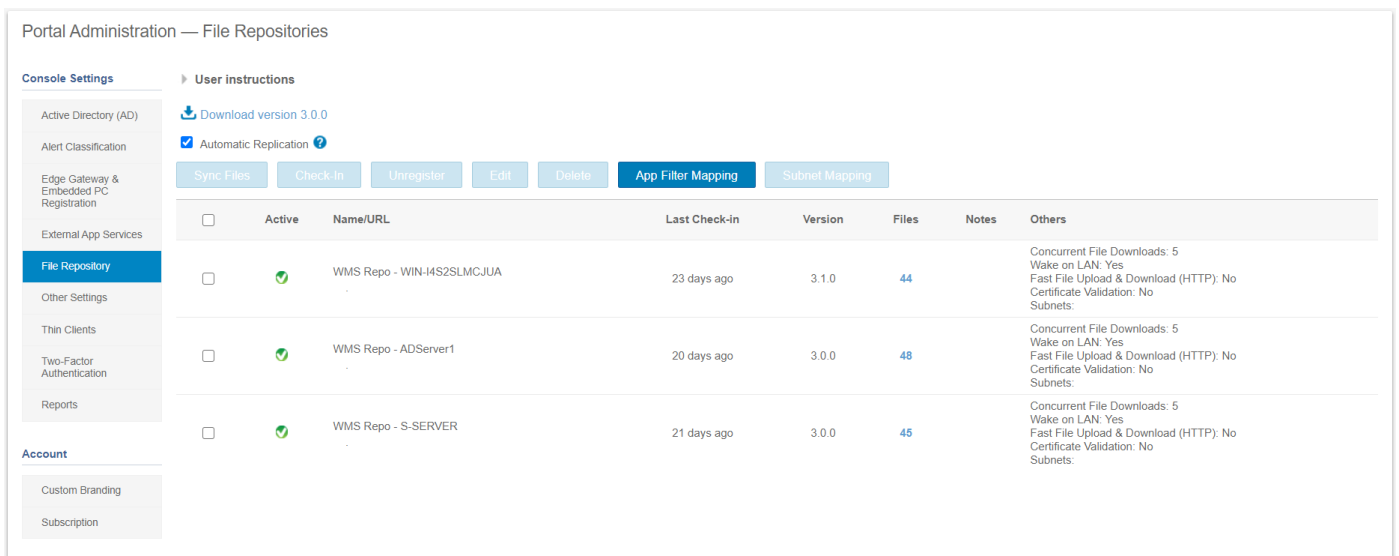 Portal Administration — File Repositories
Console Settings
Active Directory (AD)
Alert Classification
Edge Gateway &
Embedded PC
Registration
External App Services
File Repository
Other Settings
Thin Clients
Two-Factor
Authentication
Reports
Account
Custom Branding
Subscription
User instructions
Download version 3.0.0
Automatic Replication ?
Sync Files Check-In Unregister Edit Delete App Filter Mapping Subnet Mapping
Active Name/URL Last Check-in Version Files Notes Others
WMS Repo - WIN-I4S2SLMCJUA 23 days ago 3.1.0 44
Concurrent File Downloads: 5
Wake on LAN: Yes
Fast File Upload & Download (HTTP): No
Certificate Validation: No
Subnets:
WMS Repo - ADServer1 20 days ago 3.0.0 48
Concurrent File Downloads: 5
Wake on LAN: Yes
Fast File Upload & Download (HTTP): No
Certificate Validation: No
Subnets:
WMS Repo - S-SERVER 21 days ago 3.0.0 45
Concurrent File Downloads: 5
Wake on LAN: Yes
Fast File Upload & Download (HTTP): No
Certificate Validation: No
Subnets: